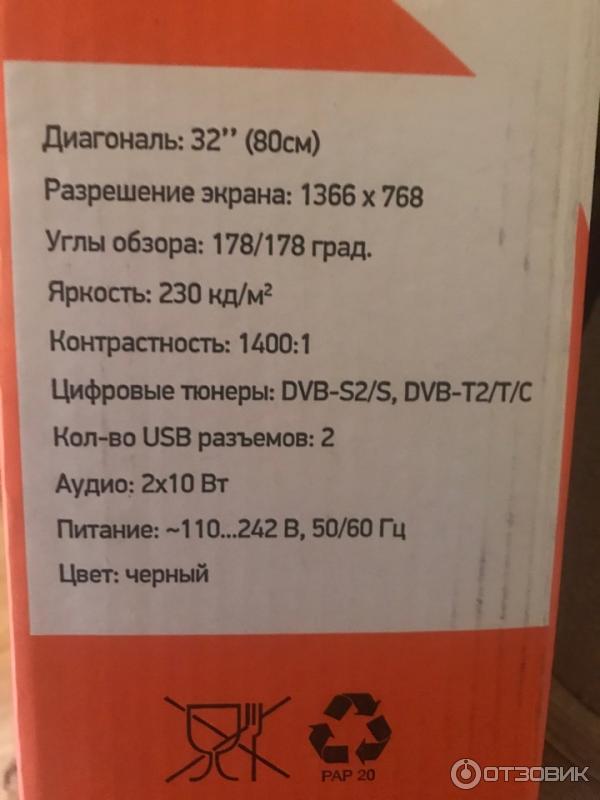 Диагональ: 32’’ (80см)
Разрешение экрана: 1366 x 768
Углы обзора: 178/178 град.
Яркость: 230 кд/м²
Контрастность: 1400:1
Цифровые тюнеры: DVB-S2/S, DVB-T2/T/C
Кол-во USB разъемов: 2
Аудио: 2x10 Вт
Питание: ~110...242 В, 50/60 Гц
Цвет: черный
PAP 20
ОТЗОВИК